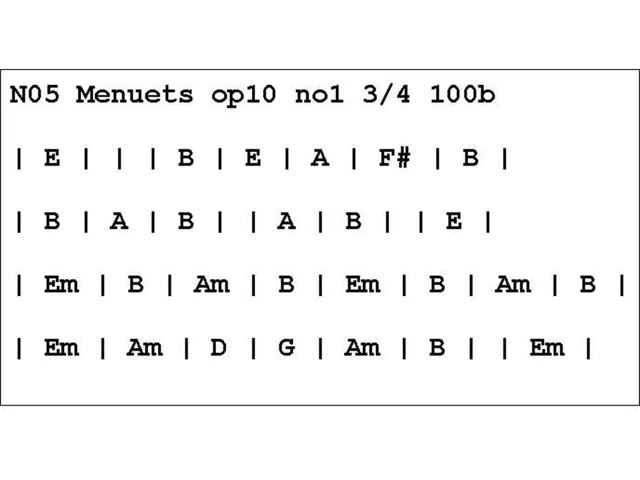 N05 Menuets op10 no1 3/4 100b
| E | | | B | E | A | F# | B |
| B | A | B | | A | B | | E |
| Em | B | Am | B | Em | B | Am | B |
| Em | Am | D | G | Am | B | | Em |